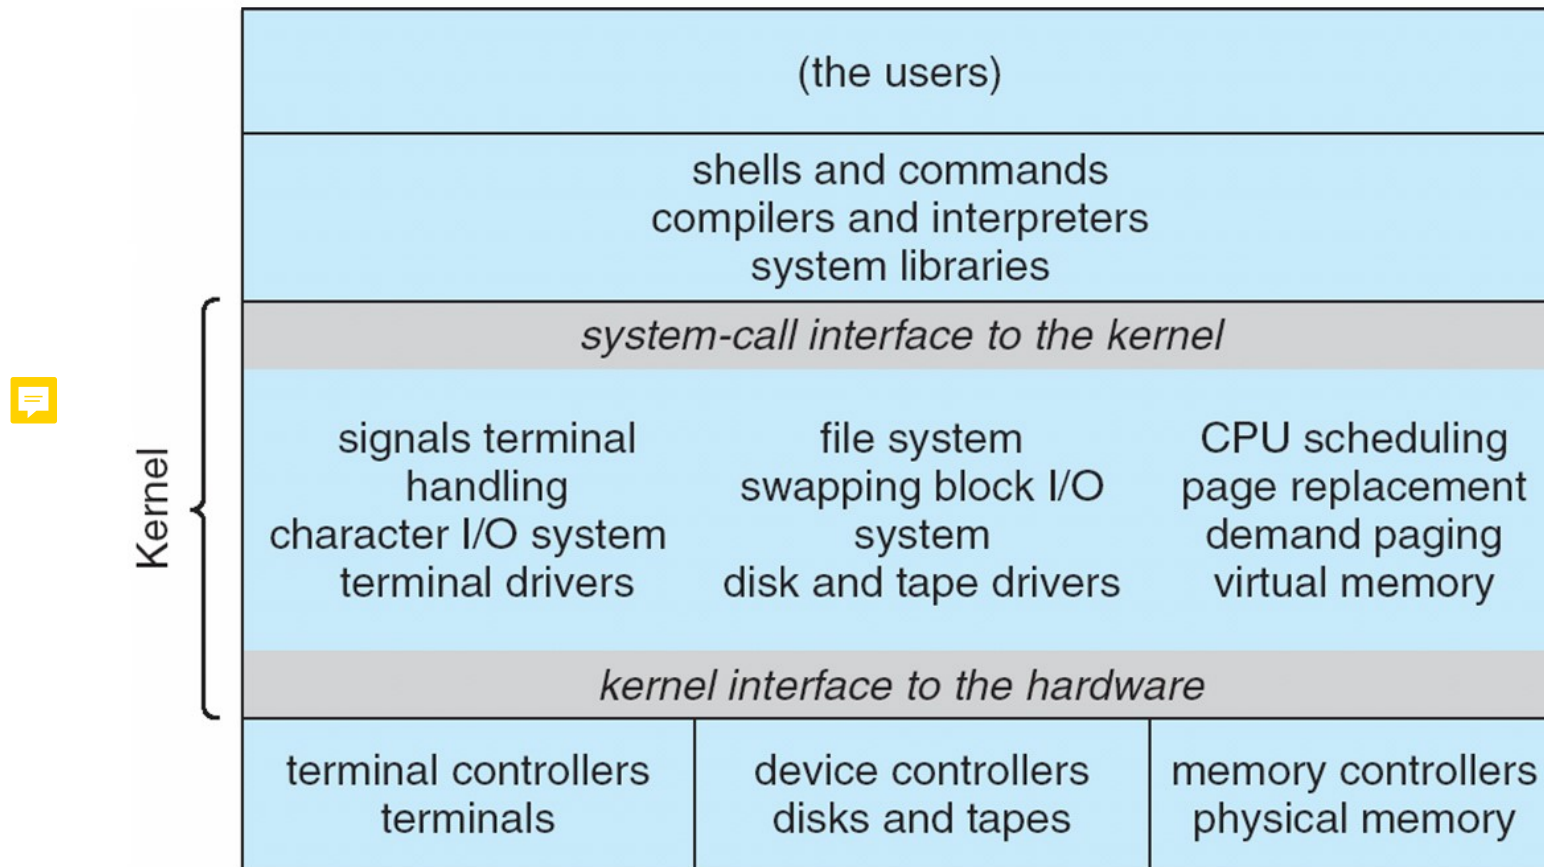 (the users)
shells and commands
compilers and interpreters
system libraries
Kernel
system-call interface to the kernel
signals terminal
handling
character I/O system
terminal drivers
file system
swapping block I/O
system
disk and tape drivers
CPU scheduling
page replacement
demand paging
virtual memory
kernel interface to the hardware
terminal controllers
terminals
device controllers
disks and tapes
memory controllers
physical memory